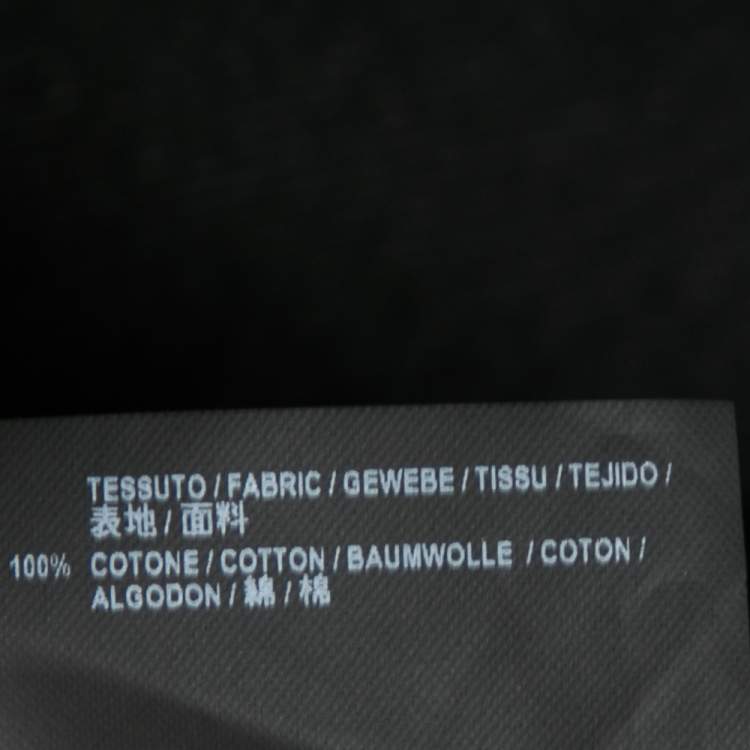 TESSUTO / FABRIC / GEWEBE / TISSU / TEJIDO /
表地 / 面料
100% COTONE / COTTON / BAUMWOLLE / COTON /
ALGODON / 綿 / 棉